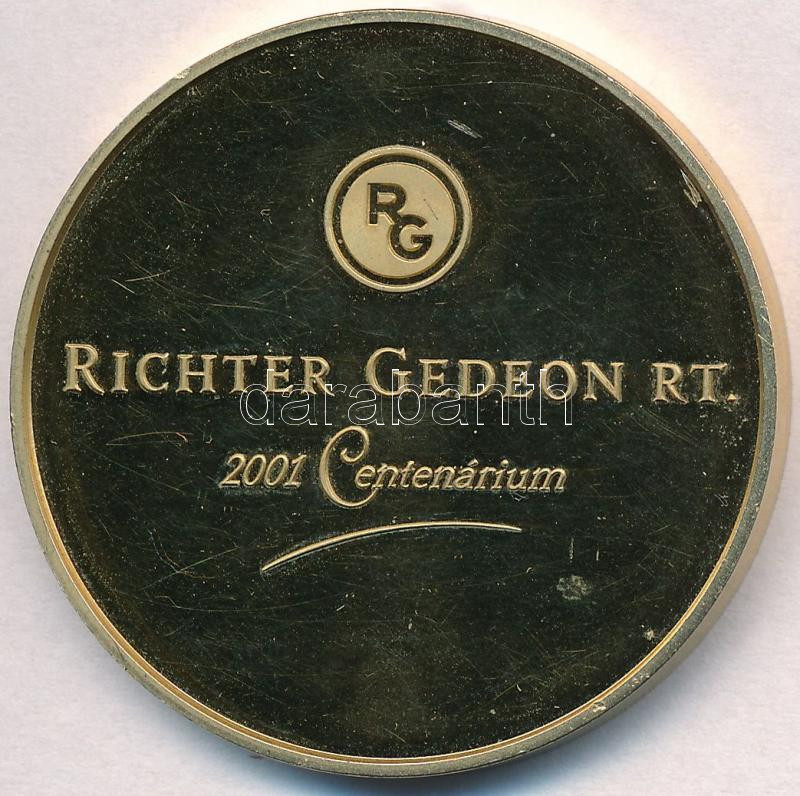 RG
RICHTER GEDEON RT.
darabanth
2001 Centenárium